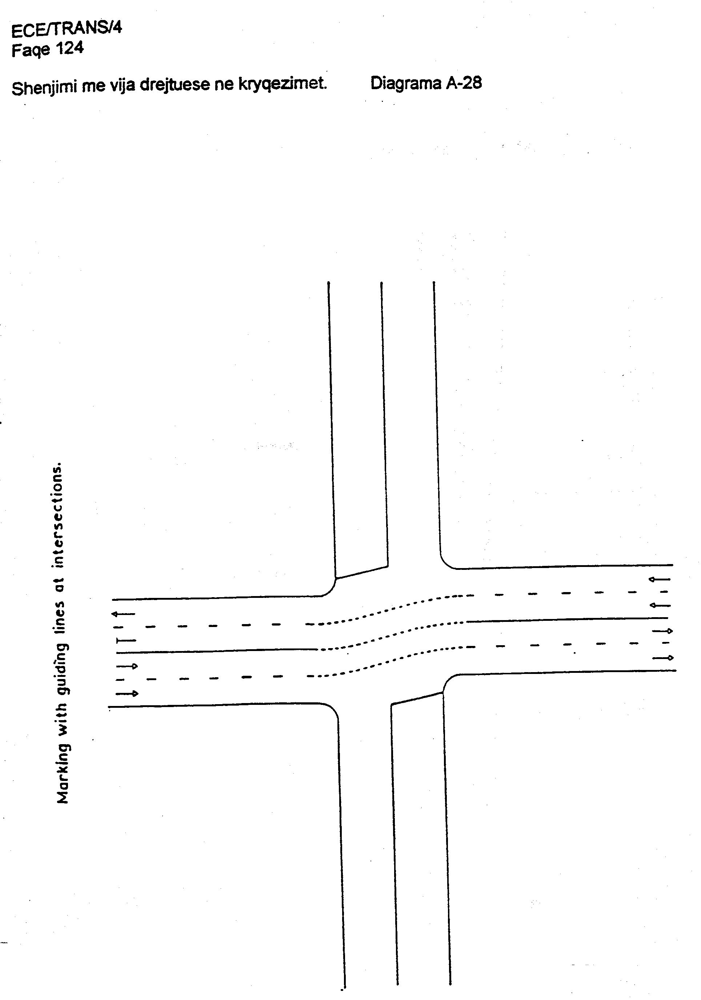 ECE/TRANS/4
Faqe 124
Shenjimi me vija drejtuese ne kryqezimet. Diagrama A-28
Marking with guiding lines at intersections.